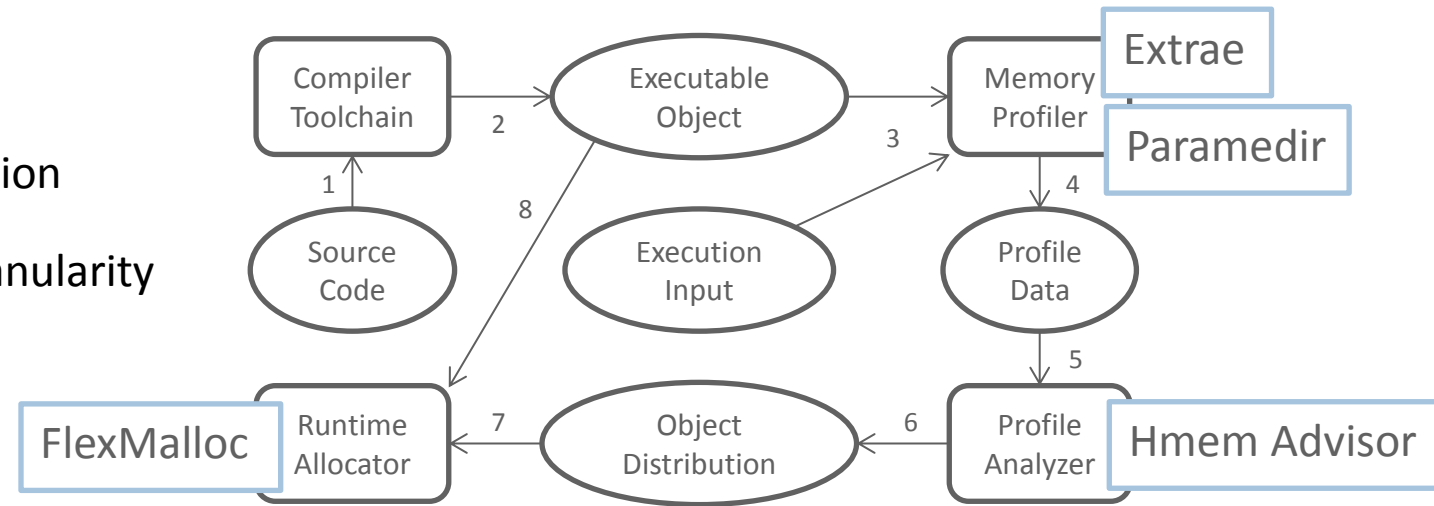 Compiler
Toolchain
2
Executable
Object
3
Memory
Profiler
Extrae
Paramedir
4
ion
anularity
1
Source
Code
8
Execution
Input
Profile
Data
5
FlexMalloc
Runtime
Allocator
7
Object
Distribution
6
Profile
Analyzer
Hmem Advisor